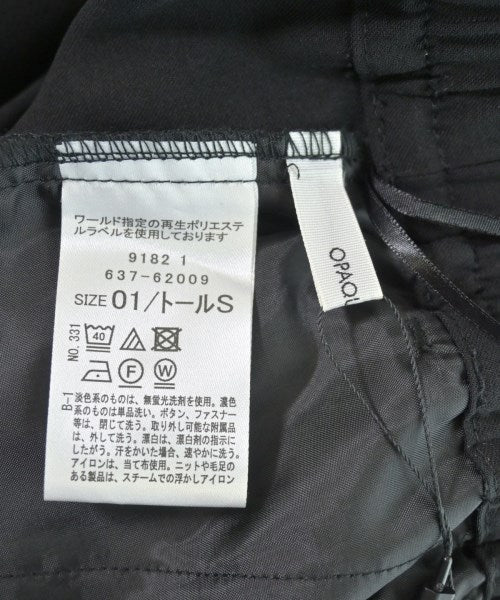 ワールド指定の再生ポリエステ
ルラベルを使用しております
9182 1
637-62009
SIZE 01/トールS
NO. 331
40
F
W
B-1
淡色系のものは、無蛍光洗剤を使用。濃色
系のものは単品洗い。ボタン、ファスナー
等は、閉じて洗う。取り外し可能な附属品
は、外して洗う。漂白は、漂白剤の指示に
したがう。汗をかいた場合、速やかに洗う。
アイロンは、当て布使用。ニットや毛足の
ある製品は、スチームでの浮かしアイロン
OPAQU